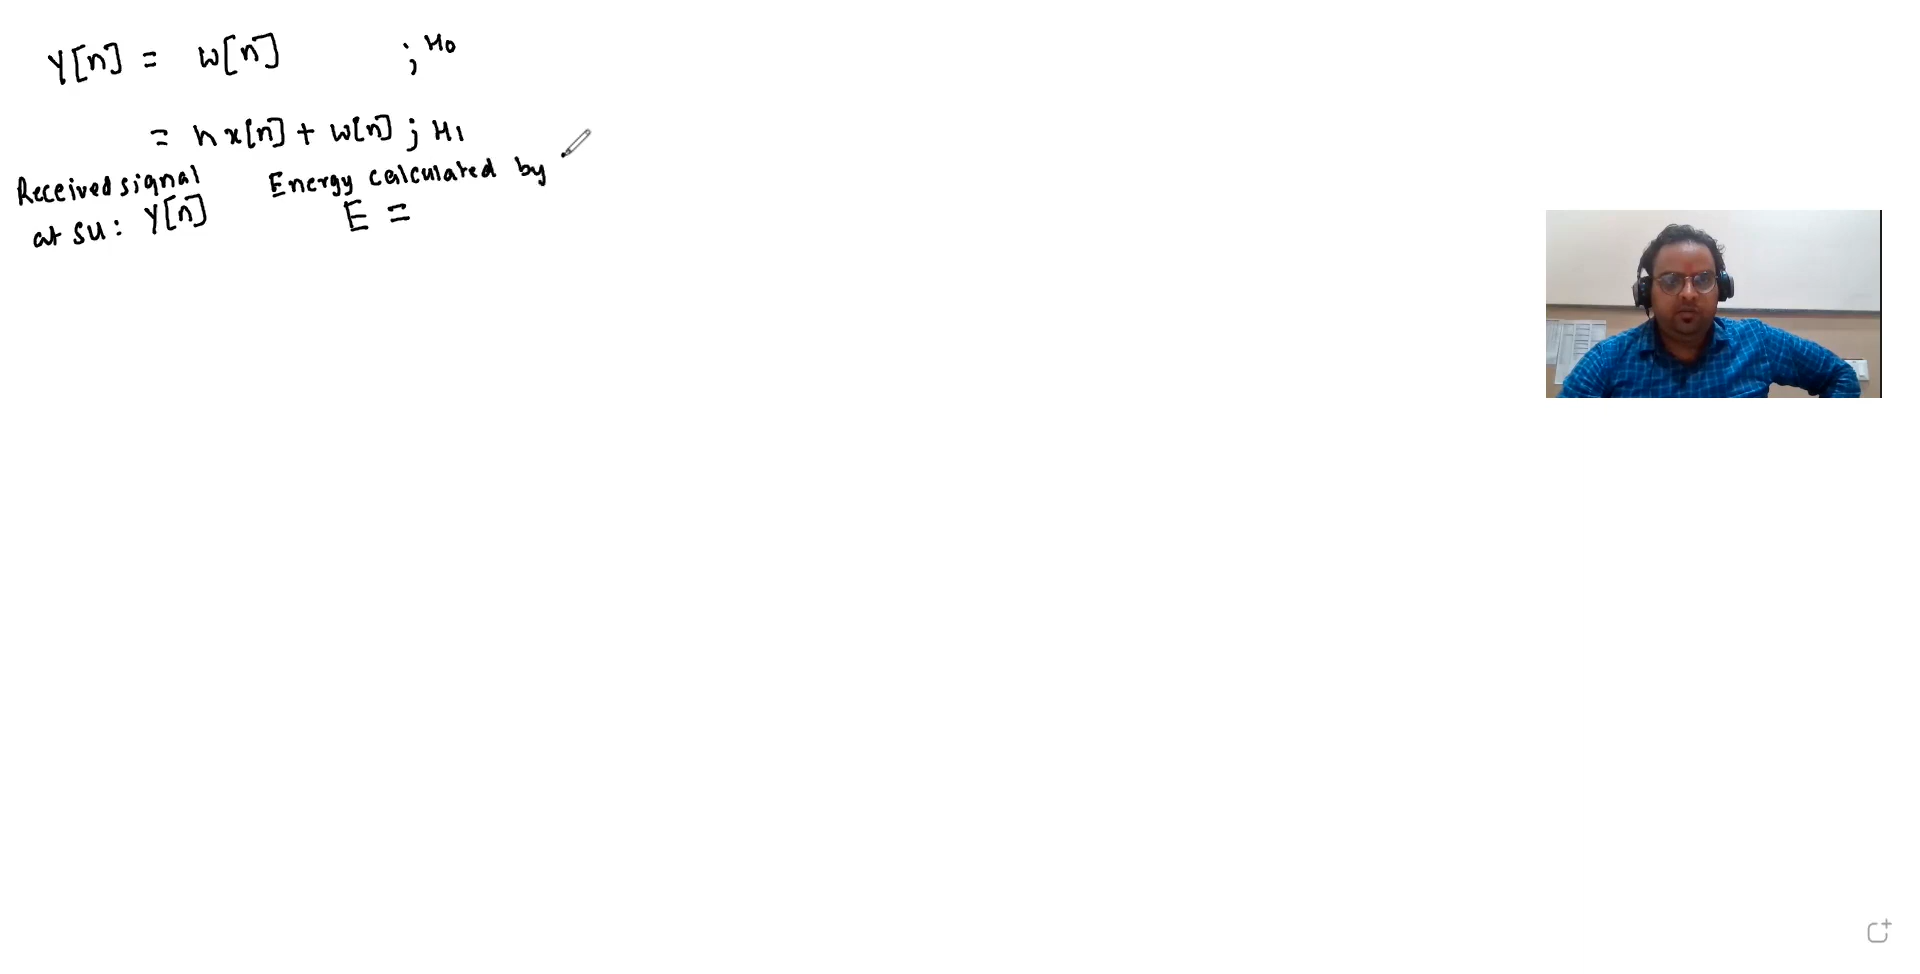 Y[n] = w[n] ; H0
= h x[n] + w[n] ; H1
Received signal
at SU: Y[n]
Energy calculated by
E =